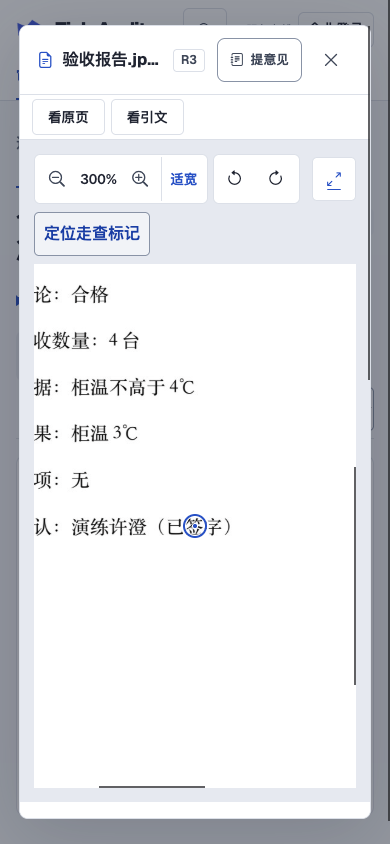 验收报告.jp...
R3
提意见
看原页
看引文
300%
适宽
定位走查标记
论：合格
收数量：4 台
据：柜温不高于 4℃
果：柜温 3℃
项：无
认：演练许澄（已签字）